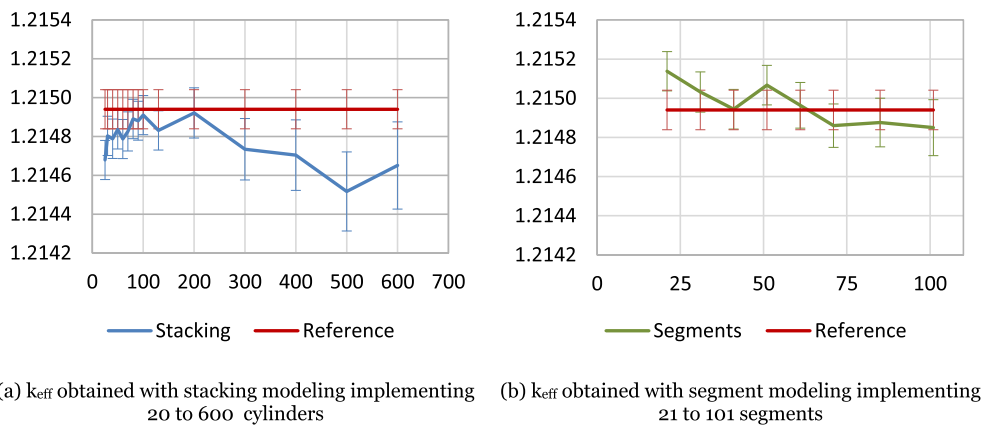 1.2154
1.2152
1.2150
1.2148
1.2146
1.2144
1.2142
0 100 200 300 400 500 600 700
Stacking Reference
(a) keff obtained with stacking modeling implementing
20 to 600 cylinders
1.2154
1.2152
1.2150
1.2148
1.2146
1.2144
1.2142
0 25 50 75 100
Segments Reference
(b) keff obtained with segment modeling implementing
21 to 101 segments